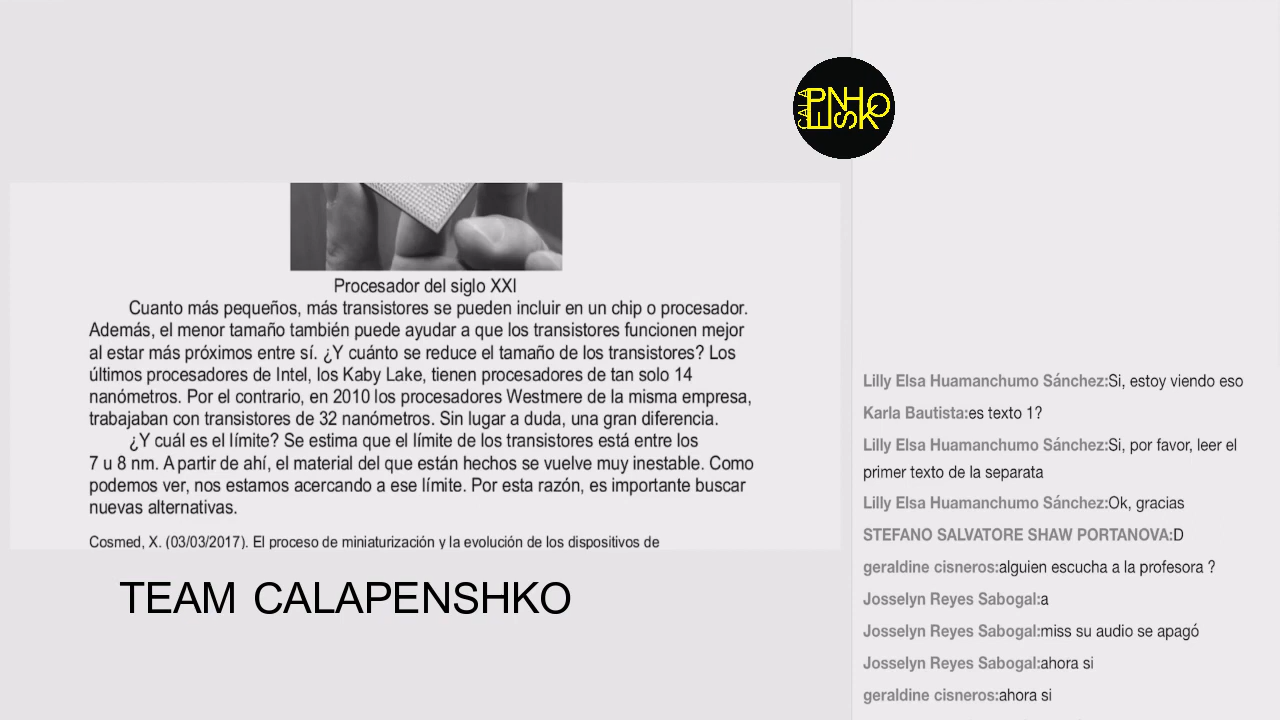 CALA
PENHO
ESK
Procesador del siglo XXI
Cuanto más pequeños, más transistores se pueden incluir en un chip o procesador.
Además, el menor tamaño también puede ayudar a que los transistores funcionen mejor
al estar más próximos entre sí. ¿Y cuánto se reduce el tamaño de los transistores? Los
últimos procesadores de Intel, los Kaby Lake, tienen procesadores de tan solo 14
nanómetros. Por el contrario, en 2010 los procesadores Westmere de la misma empresa,
trabajaban con transistores de 32 nanómetros. Sin lugar a duda, una gran diferencia.
¿Y cuál es el límite? Se estima que el límite de los transistores está entre los
7 u 8 nm. A partir de ahí, el material del que están hechos se vuelve muy inestable. Como
podemos ver, nos estamos acercando a ese límite. Por esta razón, es importante buscar
nuevas alternativas.
Cosmed, X. (03/03/2017). El proceso de miniaturización y la evolución de los dispositivos de
TEAM CALAPENSHKO
Lilly Elsa Huamanchumo Sánchez:Si, estoy viendo eso
Karla Bautista:es texto 1?
Lilly Elsa Huamanchumo Sánchez:Si, por favor, leer el
primer texto de la separata
Lilly Elsa Huamanchumo Sánchez:Ok, gracias
STEFANO SALVATORE SHAW PORTANOVA:D
geraldine cisneros:alguien escucha a la profesora ?
Josselyn Reyes Sabogal:a
Josselyn Reyes Sabogal:miss su audio se apagó
Josselyn Reyes Sabogal:ahora si
geraldine cisneros:ahora si